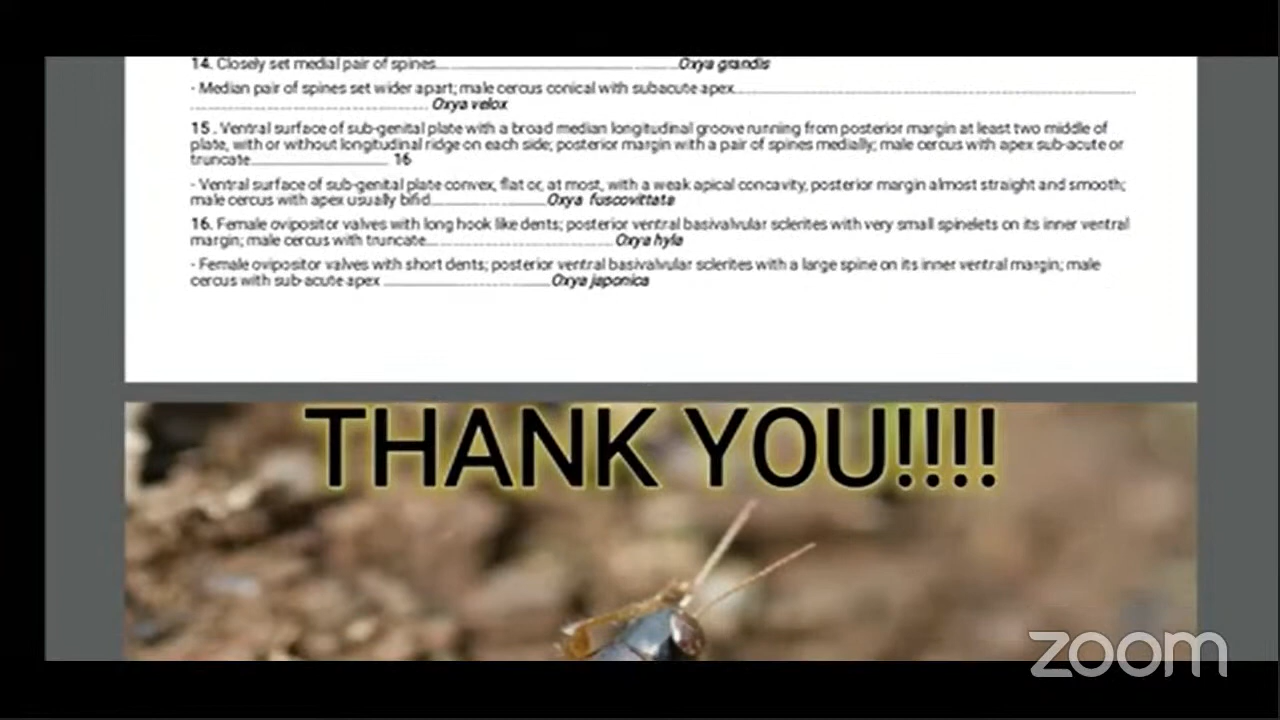 14. Closely set medial pair of spines..............................Oxya grandis
- Median pair of spines set wider apart; male cercus conical with subacute apex..............................
.............................. Oxya velox
15 . Ventral surface of sub-genital plate with a broad median longitudinal groove running from posterior margin at least two middle of
plate, with or without longitudinal ridge on each side; posterior margin with a pair of spines medially; male cercus with apex sub-acute or
truncate.............................. 16
- Ventral surface of sub-genital plate convex, flat or, at most, with a weak apical concavity, posterior margin almost straight and smooth;
male cercus with apex usually bifid..............................Oxya fuscovittata
16. Female ovipositor valves with long hook like dents; posterior ventral basivalvular sclerites with very small spinelets on its inner ventral
margin; male cercus with truncate.............................. Oxya hyla
- Female ovipositor valves with short dents; posterior ventral basivalvular sclerites with a large spine on its inner ventral margin; male
cercus with sub-acute apex ..............................Oxya japonica
THANK YOU!!!!
zoom